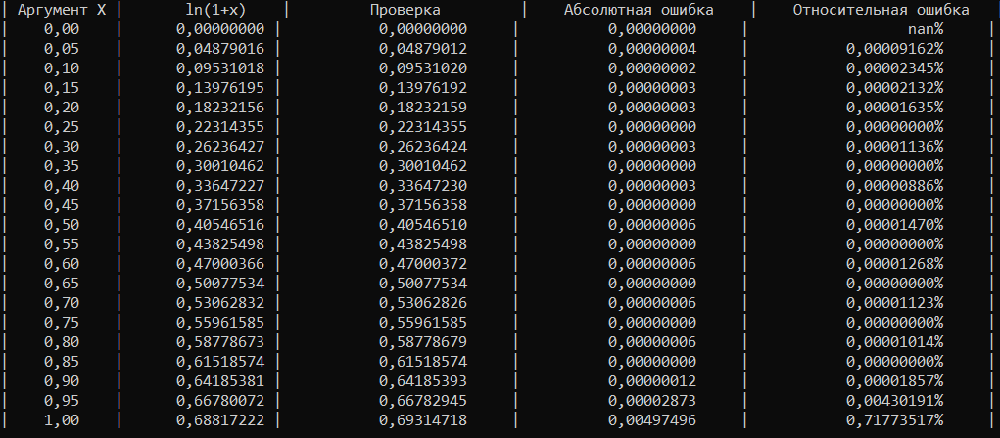 | Аргумент X | ln(1+x) | Проверка | Абсолютная ошибка | Относительная ошибка |
| 0,00 | 0,00000000 | 0,00000000 | 0,00000000 | nan% |
| 0,05 | 0,04879016 | 0,04879012 | 0,00000004 | 0,00009162% |
| 0,10 | 0,09531018 | 0,09531020 | 0,00000002 | 0,00002345% |
| 0,15 | 0,13976195 | 0,13976192 | 0,00000003 | 0,00002132% |
| 0,20 | 0,18232156 | 0,18232159 | 0,00000003 | 0,00001635% |
| 0,25 | 0,22314355 | 0,22314355 | 0,00000000 | 0,00000000% |
| 0,30 | 0,26236427 | 0,26236424 | 0,00000003 | 0,00001136% |
| 0,35 | 0,30010462 | 0,30010462 | 0,00000000 | 0,00000000% |
| 0,40 | 0,33647227 | 0,33647230 | 0,00000003 | 0,00000886% |
| 0,45 | 0,37156358 | 0,37156358 | 0,00000000 | 0,00000000% |
| 0,50 | 0,40546516 | 0,40546510 | 0,00000006 | 0,00001470% |
| 0,55 | 0,43825498 | 0,43825498 | 0,00000000 | 0,00000000% |
| 0,60 | 0,47000366 | 0,47000372 | 0,00000006 | 0,00001268% |
| 0,65 | 0,50077534 | 0,50077534 | 0,00000000 | 0,00000000% |
| 0,70 | 0,53062832 | 0,53062826 | 0,00000006 | 0,00001123% |
| 0,75 | 0,55961585 | 0,55961585 | 0,00000000 | 0,00000000% |
| 0,80 | 0,58778673 | 0,58778679 | 0,00000006 | 0,00001014% |
| 0,85 | 0,61518574 | 0,61518574 | 0,00000000 | 0,00000000% |
| 0,90 | 0,64185381 | 0,64185393 | 0,00000012 | 0,00001857% |
| 0,95 | 0,66780072 | 0,66782945 | 0,00002873 | 0,00430191% |
| 1,00 | 0,68817222 | 0,69314718 | 0,00497496 | 0,71773517% |